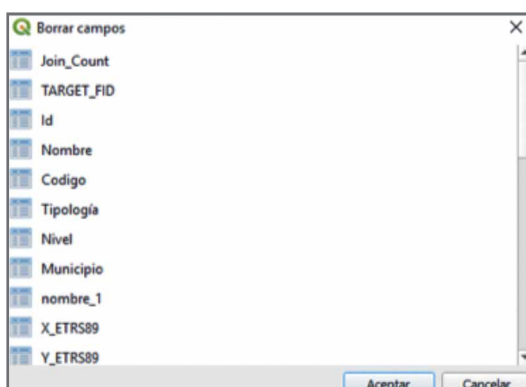 Borrar campos
Join_Count
TARGET_FID
Id
Nombre
Codigo
Tipología
Nivel
Municipio
nombre_1
X_ETRS89
Y_ETRS89
Aceptar Cancelar